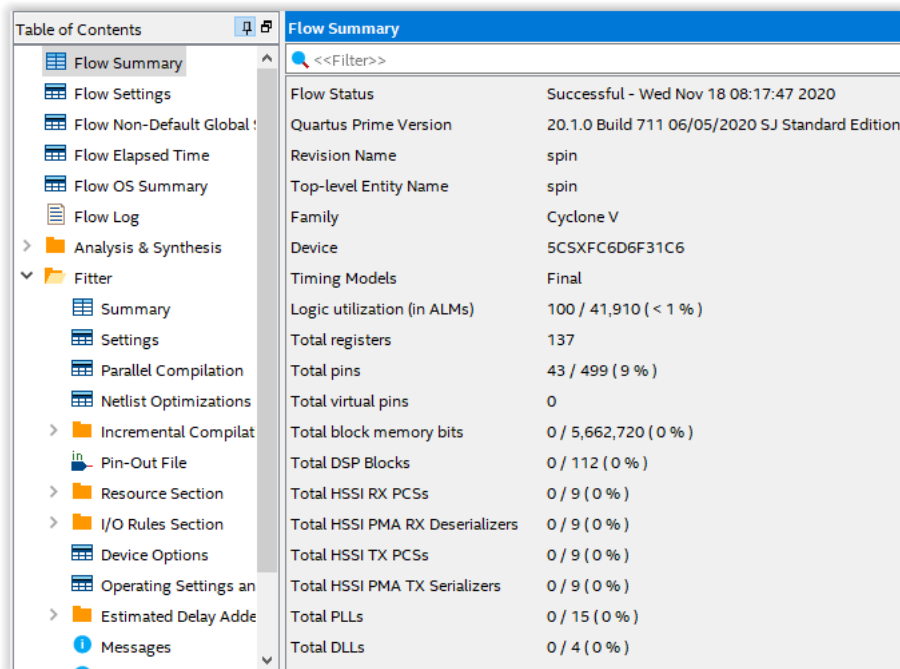 Table of Contents
Flow Summary
Flow Settings
Flow Non-Default Global
Flow Elapsed Time
Flow OS Summary
Flow Log
Analysis & Synthesis
Fitter
Summary
Settings
Parallel Compilation
Netlist Optimizations
Incremental Compilat
in Pin-Out File
Resource Section
I/O Rules Section
Device Options
Operating Settings an
Estimated Delay Adde
Messages
Flow Summary
<<Filter>>
Flow Status Successful - Wed Nov 18 08:17:47 2020
Quartus Prime Version 20.1.0 Build 711 06/05/2020 SJ Standard Edition
Revision Name spin
Top-level Entity Name spin
Family Cyclone V
Device 5CSXFC6D6F31C6
Timing Models Final
Logic utilization (in ALMs) 100 / 41,910 ( < 1 % )
Total registers 137
Total pins 43 / 499 ( 9 % )
Total virtual pins 0
Total block memory bits 0 / 5,662,720 ( 0 % )
Total DSP Blocks 0 / 112 ( 0 % )
Total HSSI RX PCSs 0 / 9 ( 0 % )
Total HSSI PMA RX Deserializers 0 / 9 ( 0 % )
Total HSSI TX PCSs 0 / 9 ( 0 % )
Total HSSI PMA TX Serializers 0 / 9 ( 0 % )
Total PLLs 0 / 15 ( 0 % )
Total DLLs 0 / 4 ( 0 % )